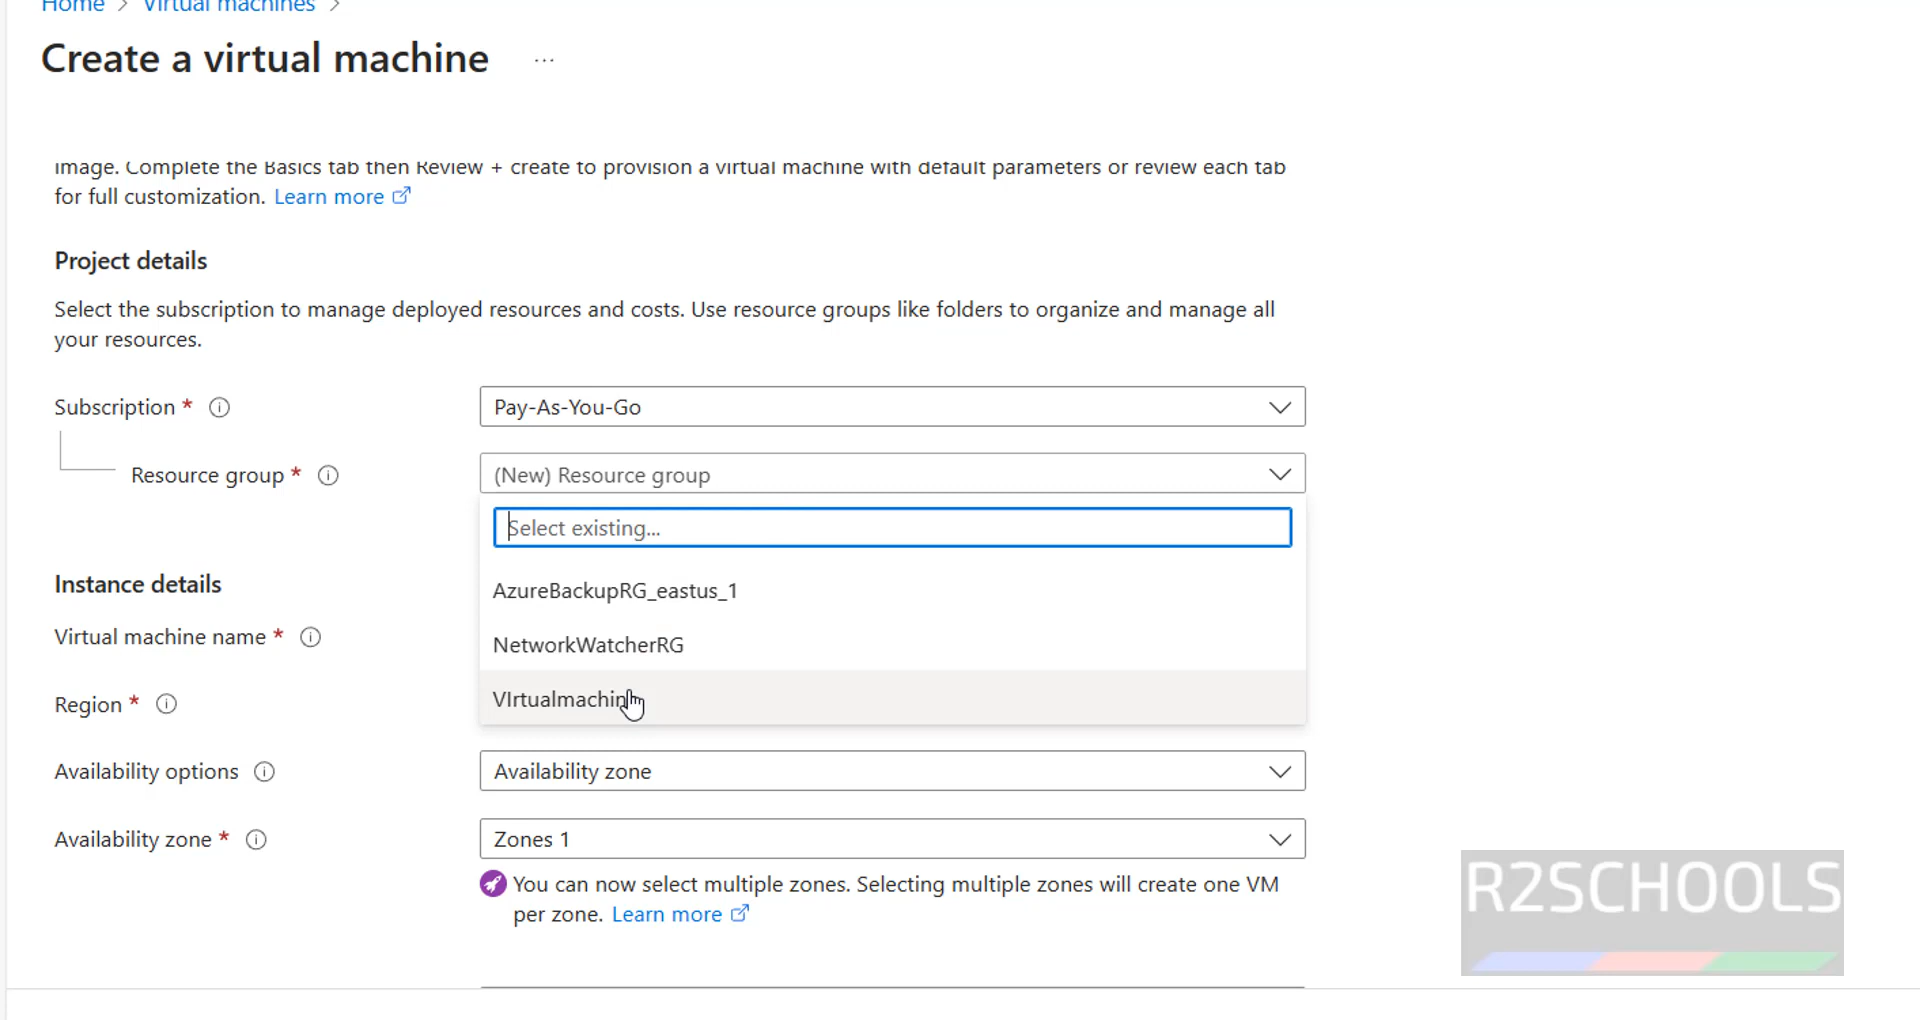 Home > Virtual machines >
Create a virtual machine ...
image. Complete the Basics tab then Review + create to provision a virtual machine with default parameters or review each tab
for full customization. Learn more
Project details
Select the subscription to manage deployed resources and costs. Use resource groups like folders to organize and manage all
your resources.
Subscription * Pay-As-You-Go
Resource group * (New) Resource group
Select existing...
AzureBackupRG_eastus_1
Instance details
Virtual machine name * NetworkWatcherRG
Region * VIrtualmachin
Availability options Availability zone
Availability zone * Zones 1
You can now select multiple zones. Selecting multiple zones will create one VM
per zone. Learn more
R2SCHOOLS